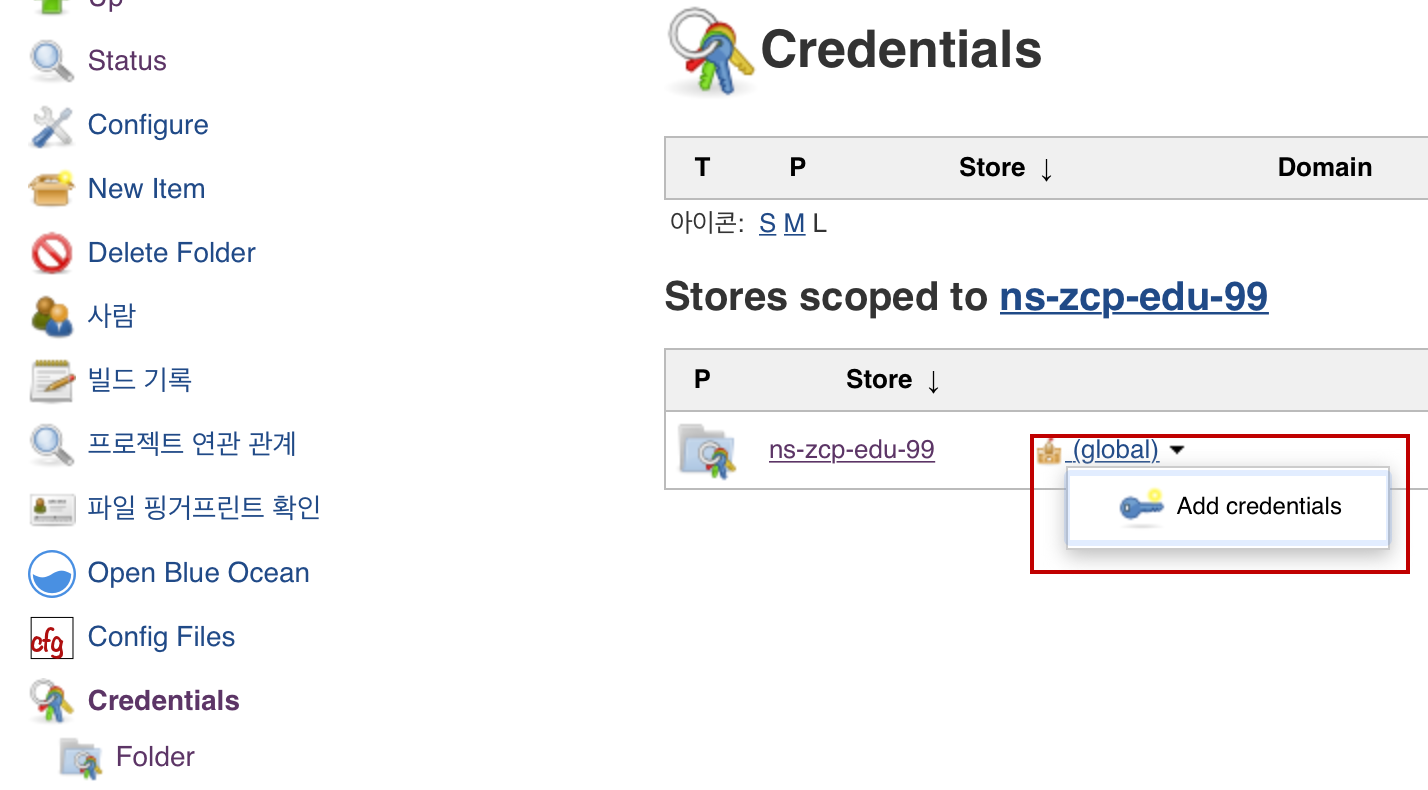 Up
Status
Configure
New Item
Delete Folder
사람
빌드 기록
프로젝트 연관 관계
파일 핑거프린트 확인
Open Blue Ocean
cfg Config Files
Credentials
Folder
Credentials
T P Store ↓ Domain
아이콘: S M L
Stores scoped to ns-zcp-edu-99
P Store ↓
ns-zcp-edu-99 (global)
Add credentials